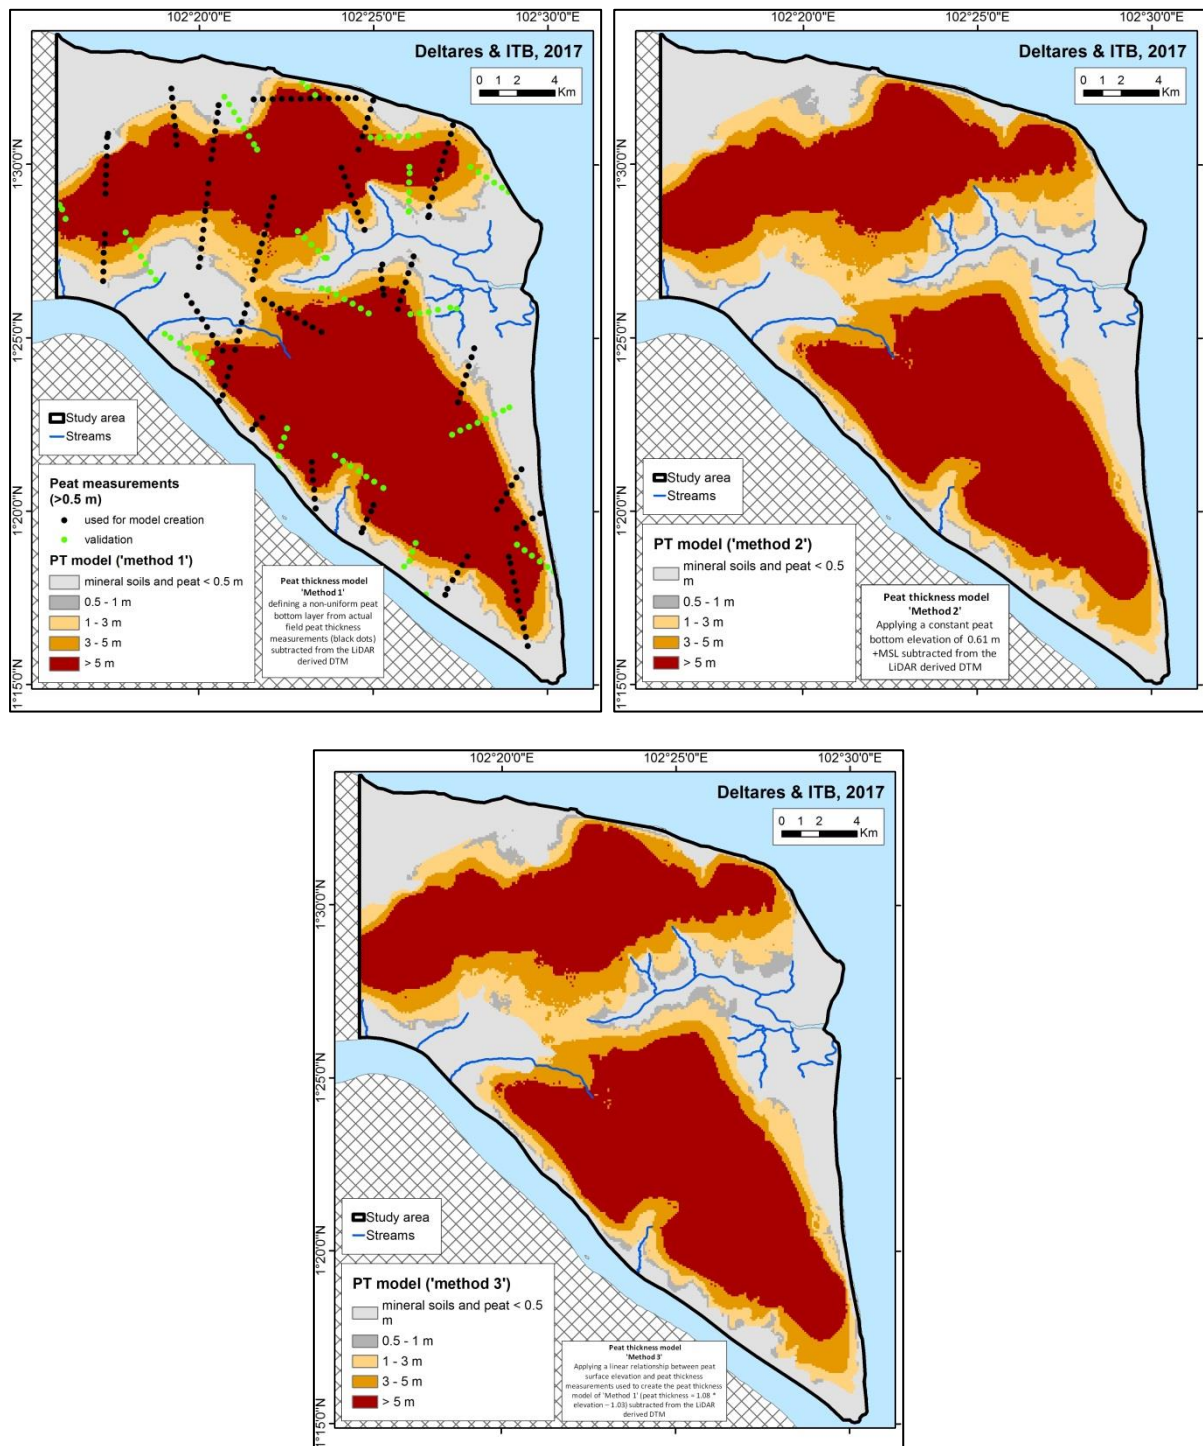 102°20'0"E 102°25'0"E 102°30'0"E
Deltares & ITB, 2017
0 1 2 4
Km
1°30'0"N
1°25'0"N
1°20'0"N
1°15'0"N
Study area
Streams
Peat measurements
(>0.5 m)
used for model creation
validation
PT model ('method 1')
mineral soils and peat < 0.5 m
0.5 - 1 m
1 - 3 m
3 - 5 m
> 5 m
Peat thickness model
'Method 1'
defining a non-uniform peat
bottom layer from actual
field peat thickness
measurements (black dots)
subtracted from the LiDAR
derived DTM
102°20'0"E 102°25'0"E 102°30'0"E
Deltares & ITB, 2017
0 1 2 4
Km
1°30'0"N
1°25'0"N
1°20'0"N
1°15'0"N
Study area
Streams
PT model ('method 2')
mineral soils and peat < 0.5
m
0.5 - 1 m
1 - 3 m
3 - 5 m
> 5 m
Peat thickness model
'Method 2'
Applying a constant peat
bottom elevation of 0.61 m
+MSL subtracted from the
LiDAR derived DTM
102°20'0"E 102°25'0"E 102°30'0"E
Deltares & ITB, 2017
0 1 2 4
Km
1°30'0"N
1°25'0"N
1°20'0"N
1°15'0"N
Study area
Streams
PT model ('method 3')
mineral soils and peat < 0.5
m
0.5 - 1 m
1 - 3 m
3 - 5 m
> 5 m
Peat thickness model
'Method 3'
Applying a linear relationship between peat
surface elevation and peat thickness
measurements used to create the peat thickness
model of 'Method 1' (peat thickness = 1.08 *
elevation – 1.03) subtracted from the LiDAR
derived DTM